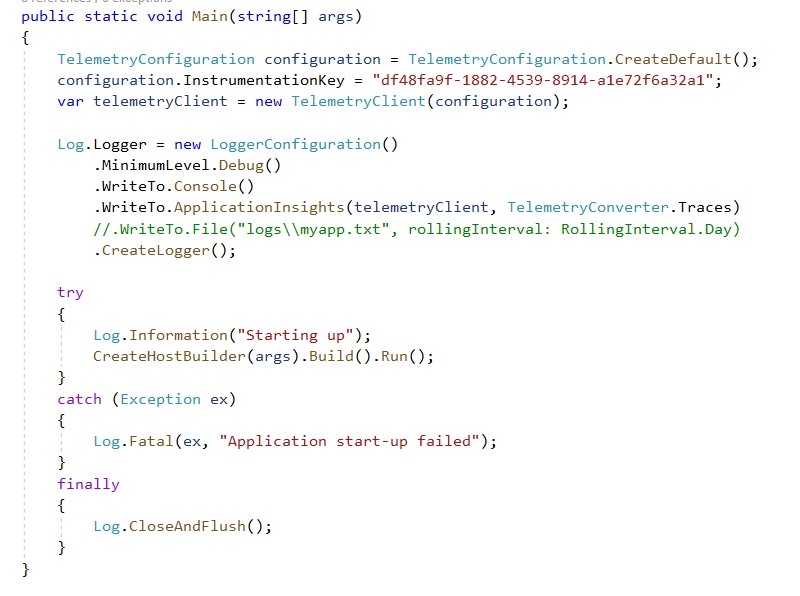 0 references | 0 exceptions
public static void Main(string[] args)
{
    TelemetryConfiguration configuration = TelemetryConfiguration.CreateDefault();
    configuration.InstrumentationKey = "df48fa9f-1882-4539-8914-a1e72f6a32a1";
    var telemetryClient = new TelemetryClient(configuration);

    Log.Logger = new LoggerConfiguration()
        .MinimumLevel.Debug()
        .WriteTo.Console()
        .WriteTo.ApplicationInsights(telemetryClient, TelemetryConverter.Traces)
        //.WriteTo.File("logs\\myapp.txt", rollingInterval: RollingInterval.Day)
        .CreateLogger();

    try
    {
        Log.Information("Starting up");
        CreateHostBuilder(args).Build().Run();
    }
    catch (Exception ex)
    {
        Log.Fatal(ex, "Application start-up failed");
    }
    finally
    {
        Log.CloseAndFlush();
    }
}